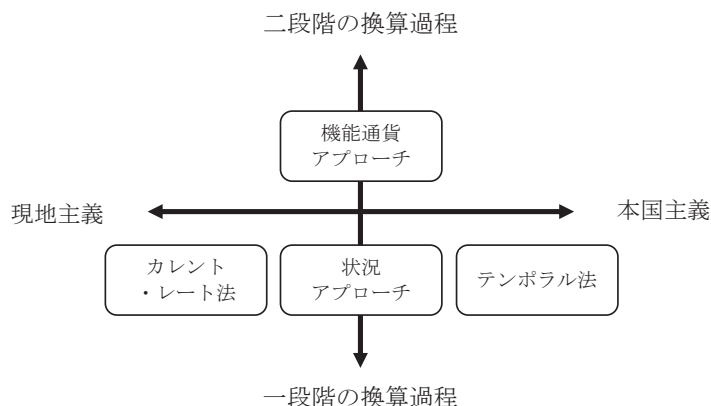 二段階の換算過程
機能通貨
アプローチ
現地主義
本国主義
カレント
・レート法
状況
アプローチ
テンポラル法
一段階の換算過程